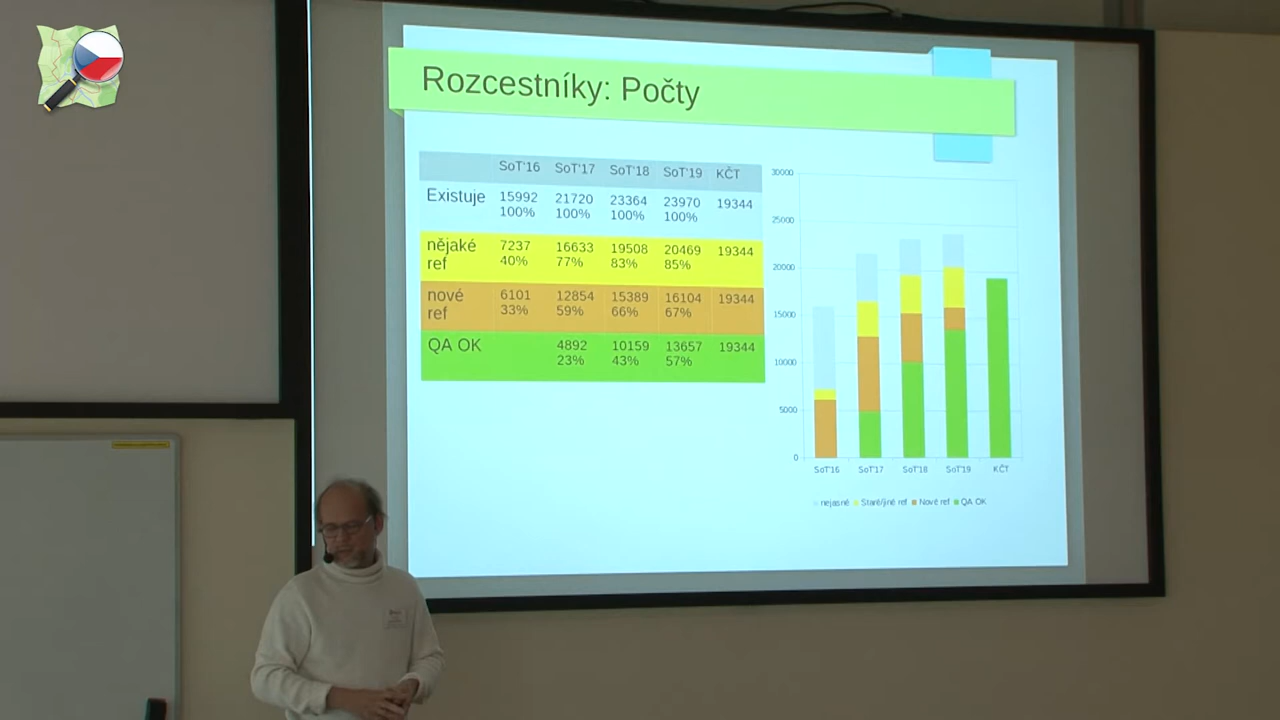 Rozcestníky: Počty
SoT'16 SoT'17 SoT'18 SoT'19 KČT
Existuje 15992 21720 23364 23970 19344
100% 100% 100% 100%
nějaké 7237 16633 19508 20469 19344
ref 40% 77% 83% 85%
nové 6101 12854 15389 16104 19344
ref 33% 59% 66% 67%
QA OK 4892 10159 13657 19344
23% 43% 57%
30000
25000
20000
15000
10000
5000
0
SoT'16 SoT'17 SoT'18 SoT'19 KČT
nejasné Staré/jiné ref Nové ref QA OK